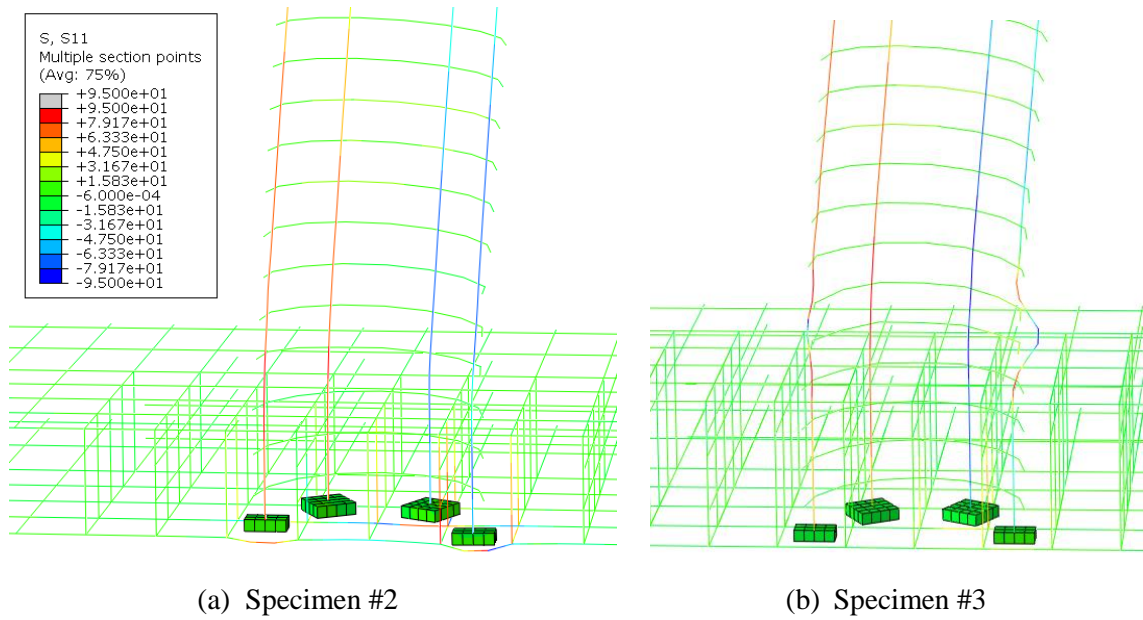 S, S11
Multiple section points
(Avg: 75%)
+9.500e+01
+9.500e+01
+7.917e+01
+6.333e+01
+4.750e+01
+3.167e+01
+1.583e+01
-6.000e-04
-1.583e+01
-3.167e+01
-4.750e+01
-6.333e+01
-7.917e+01
-9.500e+01
(a) Specimen #2
(b) Specimen #3